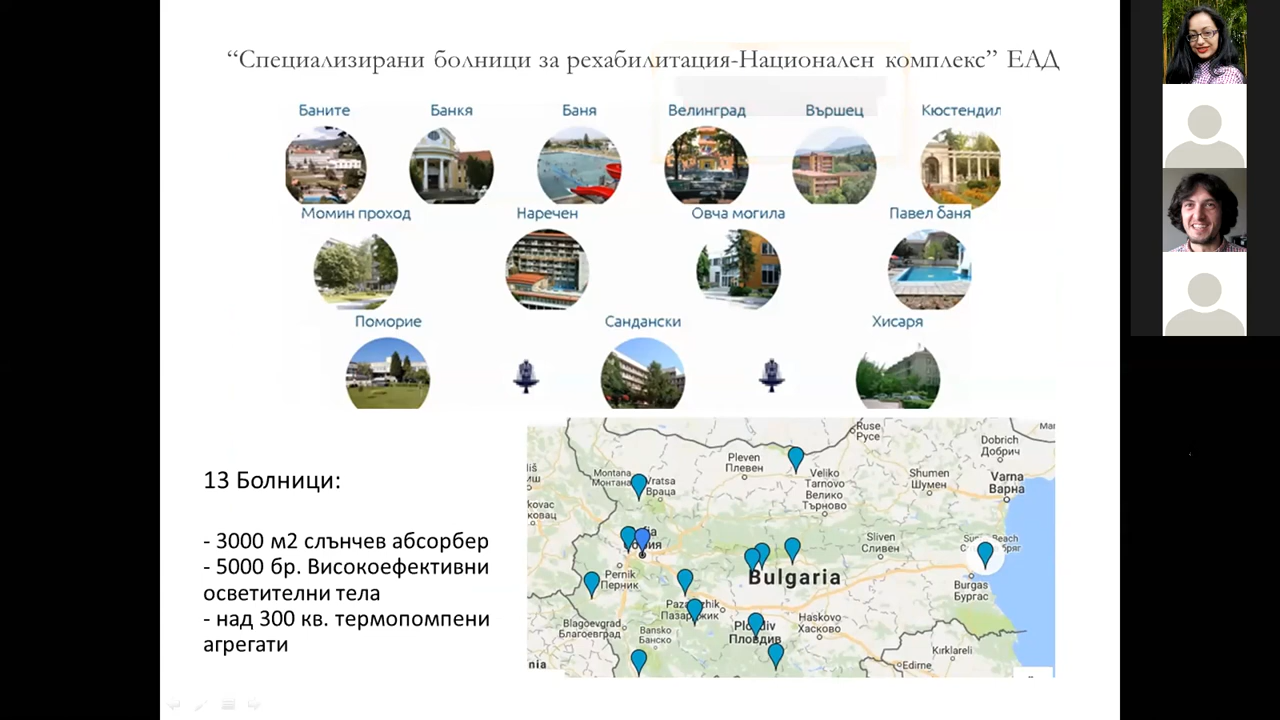 “Специализирани болници за рехабилитация-Национален комплекс” ЕАД
Баните
Банкя
Баня
Велинград
Вършец
Кюстендил
Момин проход
Наречен
Овча могила
Павел баня
Поморие
Сандански
Хисаря
13 Болници:
- 3000 м2 слънчев абсорбер
- 5000 бр. Високоефективни
осветителни тела
- над 300 кв. термопомпени
агрегати
Ruse
Русе
Dobrich
Добрич
Pleven
Плевен
Montana
Монтана
Vratsa
Враца
Veliko
Tarnovo
Велико
Търново
Shumen
Шумен
Varna
Варна
Sliven
Сливен
Burgas
Бургас
Pernik
Перник
Bulgaria
Plovdiv
Пловдив
Haskovo
Хасково
Blagoevgrad
Благоевград
Bansko
Банско
Kırklareli
Edirne